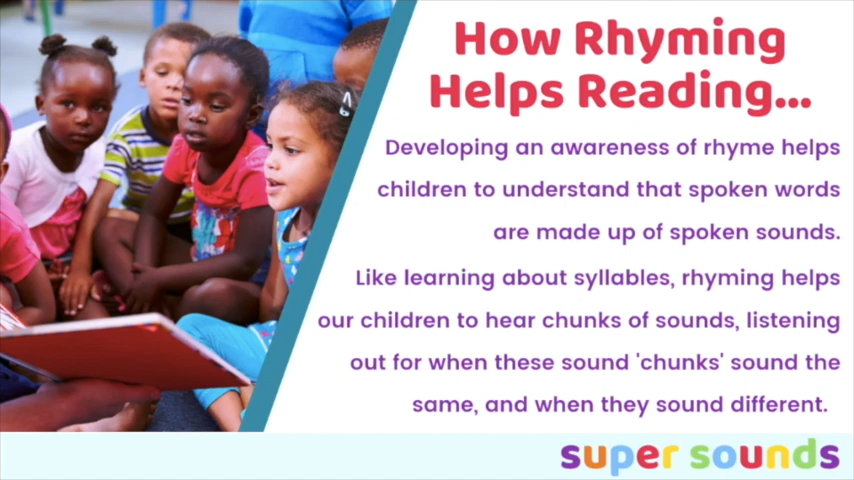 How Rhyming
Helps Reading...
Developing an awareness of rhyme helps
children to understand that spoken words
are made up of spoken sounds.
Like learning about syllables, rhyming helps
our children to hear chunks of sounds, listening
out for when these sound 'chunks' sound the
same, and when they sound different.
super sounds